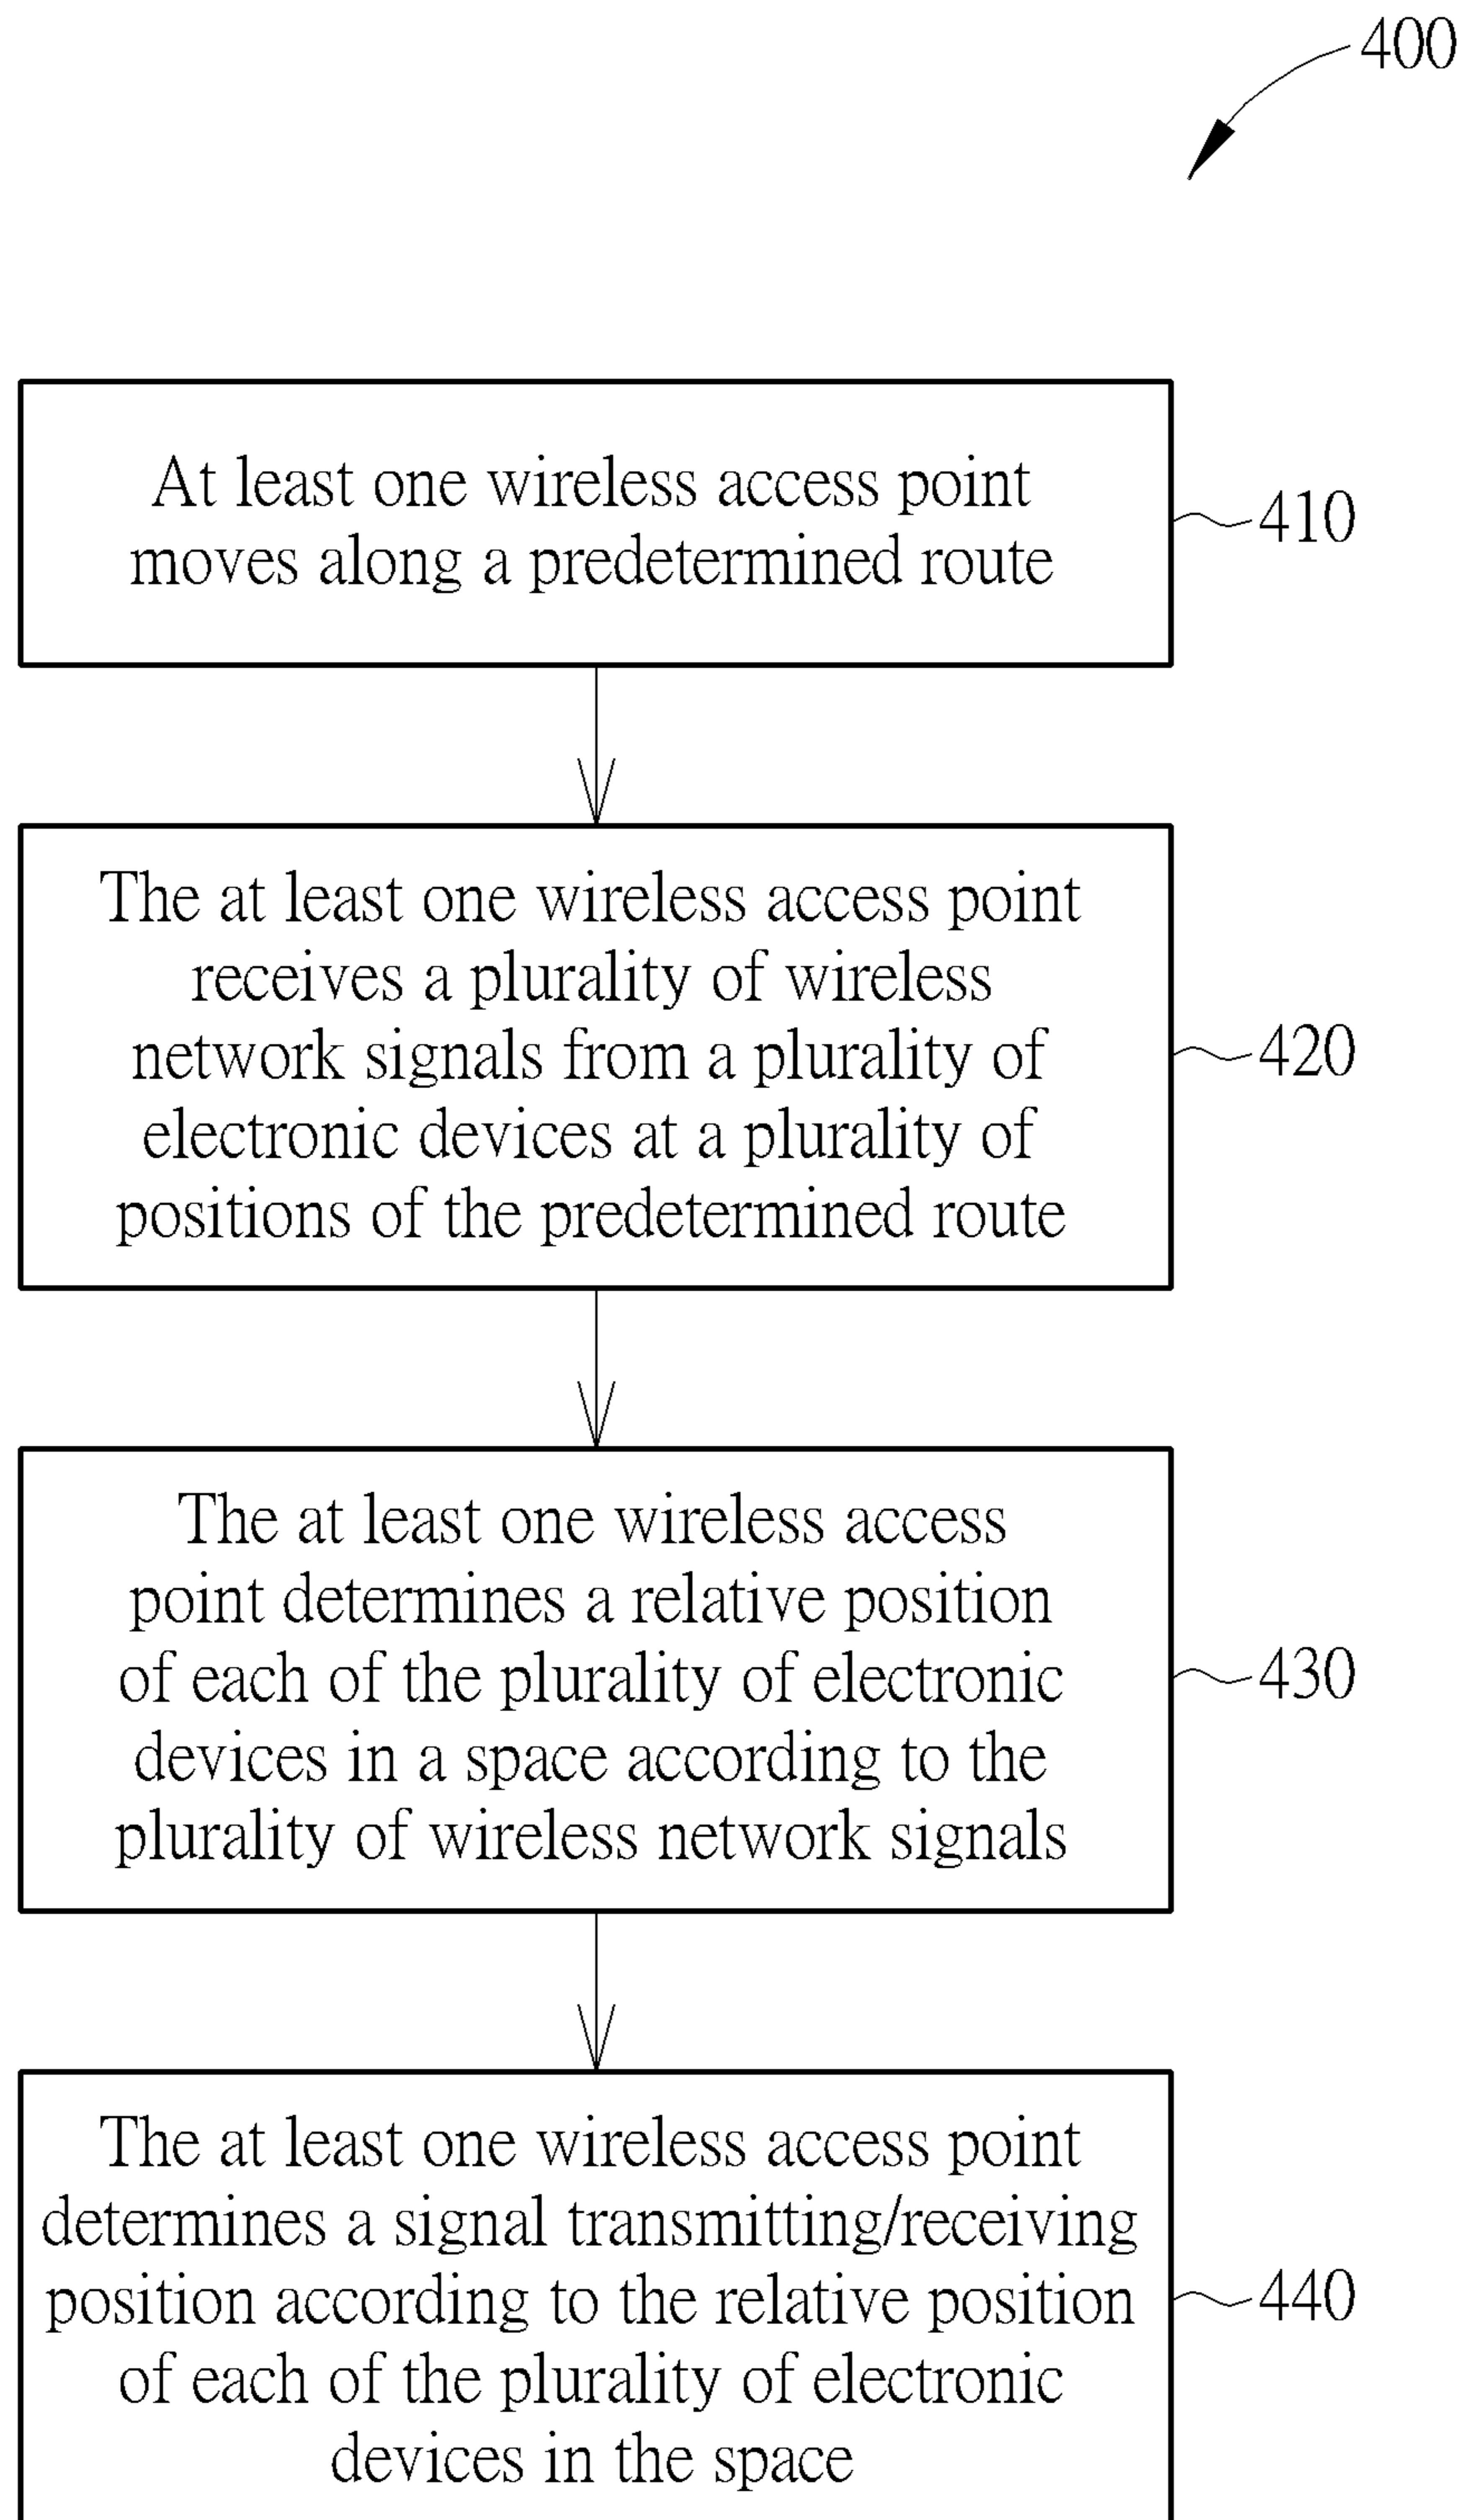 400
At least one wireless access point
moves along a predetermined route
410
The at least one wireless access point
receives a plurality of wireless
network signals from a plurality of
electronic devices at a plurality of
positions of the predetermined route
420
The at least one wireless access
point determines a relative position
of each of the plurality of electronic
devices in a space according to the
plurality of wireless network signals
430
The at least one wireless access point
determines a signal transmitting/receiving
position according to the relative position
of each of the plurality of electronic
devices in the space
440